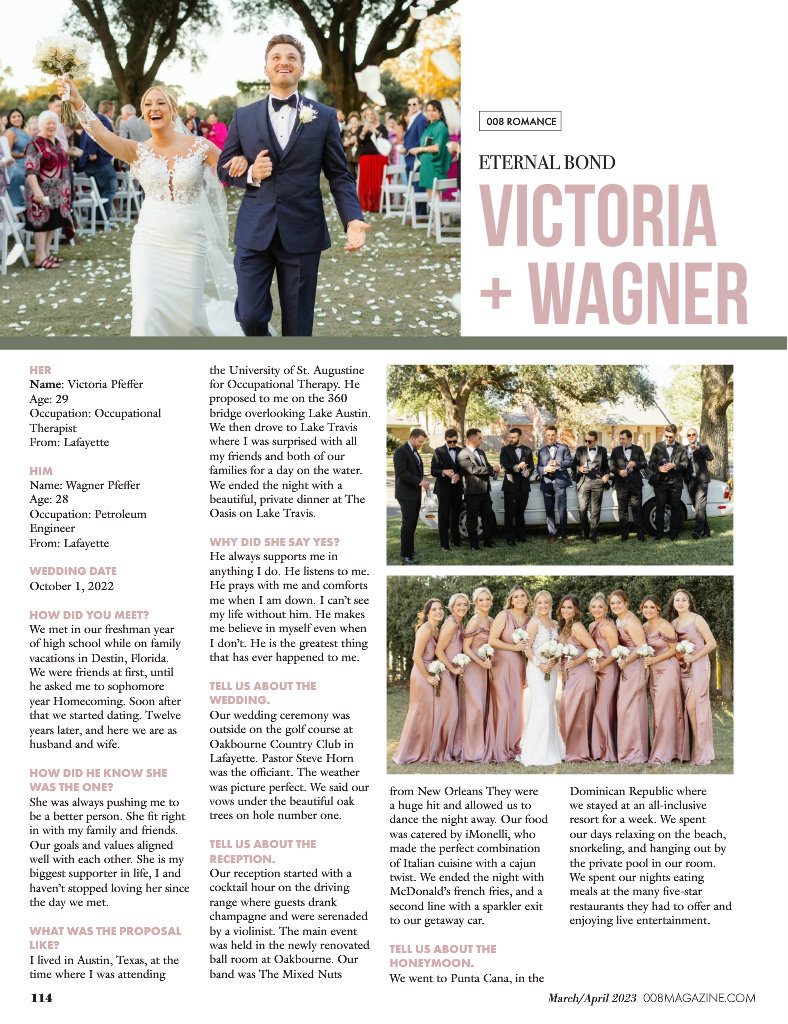 008 ROMANCE
ETERNAL BOND
VICTORIA
+ WAGNER
HER
Name: Victoria Pfeffer
Age: 29
Occupation: Occupational
Therapist
From: Lafayette
HIM
Name: Wagner Pfeffer
Age: 28
Occupation: Petroleum
Engineer
From: Lafayette
WEDDING DATE
October 1, 2022
HOW DID YOU MEET?
We met in our freshman year
of high school while on family
vacations in Destin, Florida.
We were friends at first, until
he asked me to sophomore
year Homecoming. Soon after
that we started dating. Twelve
years later, and here we are as
husband and wife.
HOW DID HE KNOW SHE
WAS THE ONE?
She was always pushing me to
be a better person. She fit right
in with my family and friends.
Our goals and values aligned
well with each other. She is my
biggest supporter in life, I and
haven't stopped loving her since
the day we met.
WHAT WAS THE PROPOSAL
LIKE?
I lived in Austin, Texas, at the
time where I was attending
the University of St. Augustine
for Occupational Therapy. He
proposed to me on the 360
bridge overlooking Lake Austin.
We then drove to Lake Travis
where I was surprised with all
my friends and both of our
families for a day on the water.
We ended the night with a
beautiful, private dinner at The
Oasis on Lake Travis.
WHY DID SHE SAY YES?
He always supports me in
anything I do. He listens to me.
He prays with me and comforts
me when I am down. I can't see
my life without him. He makes
me believe in myself even when
I don't. He is the greatest thing
that has ever happened to me.
TELL US ABOUT THE
WEDDING.
Our wedding ceremony was
outside on the golf course at
Oakbourne Country Club in
Lafayette. Pastor Steve Horn
was the officiant. The weather
was picture perfect. We said our
vows under the beautiful oak
trees on hole number one.
TELL US ABOUT THE
RECEPTION.
Our reception started with a
cocktail hour on the driving
range where guests drank
champagne and were serenaded
by a violinist. The main event
was held in the newly renovated
ball room at Oakbourne. Our
band was The Mixed Nuts
from New Orleans They were
a huge hit and allowed us to
dance the night away. Our food
was catered by iMonelli, who
made the perfect combination
of Italian cuisine with a cajun
twist. We ended the night with
McDonald's french fries, and a
second line with a sparkler exit
to our getaway car.
TELL US ABOUT THE
HONEYMOON.
We went to Punta Cana, in the
Dominican Republic where
we stayed at an all-inclusive
resort for a week. We spent
our days relaxing on the beach,
snorkeling, and hanging out by
the private pool in our room.
We spent our nights eating
meals at the many five-star
restaurants they had to offer and
enjoying live entertainment.
114
March/April 2023 008MAGAZINE.COM